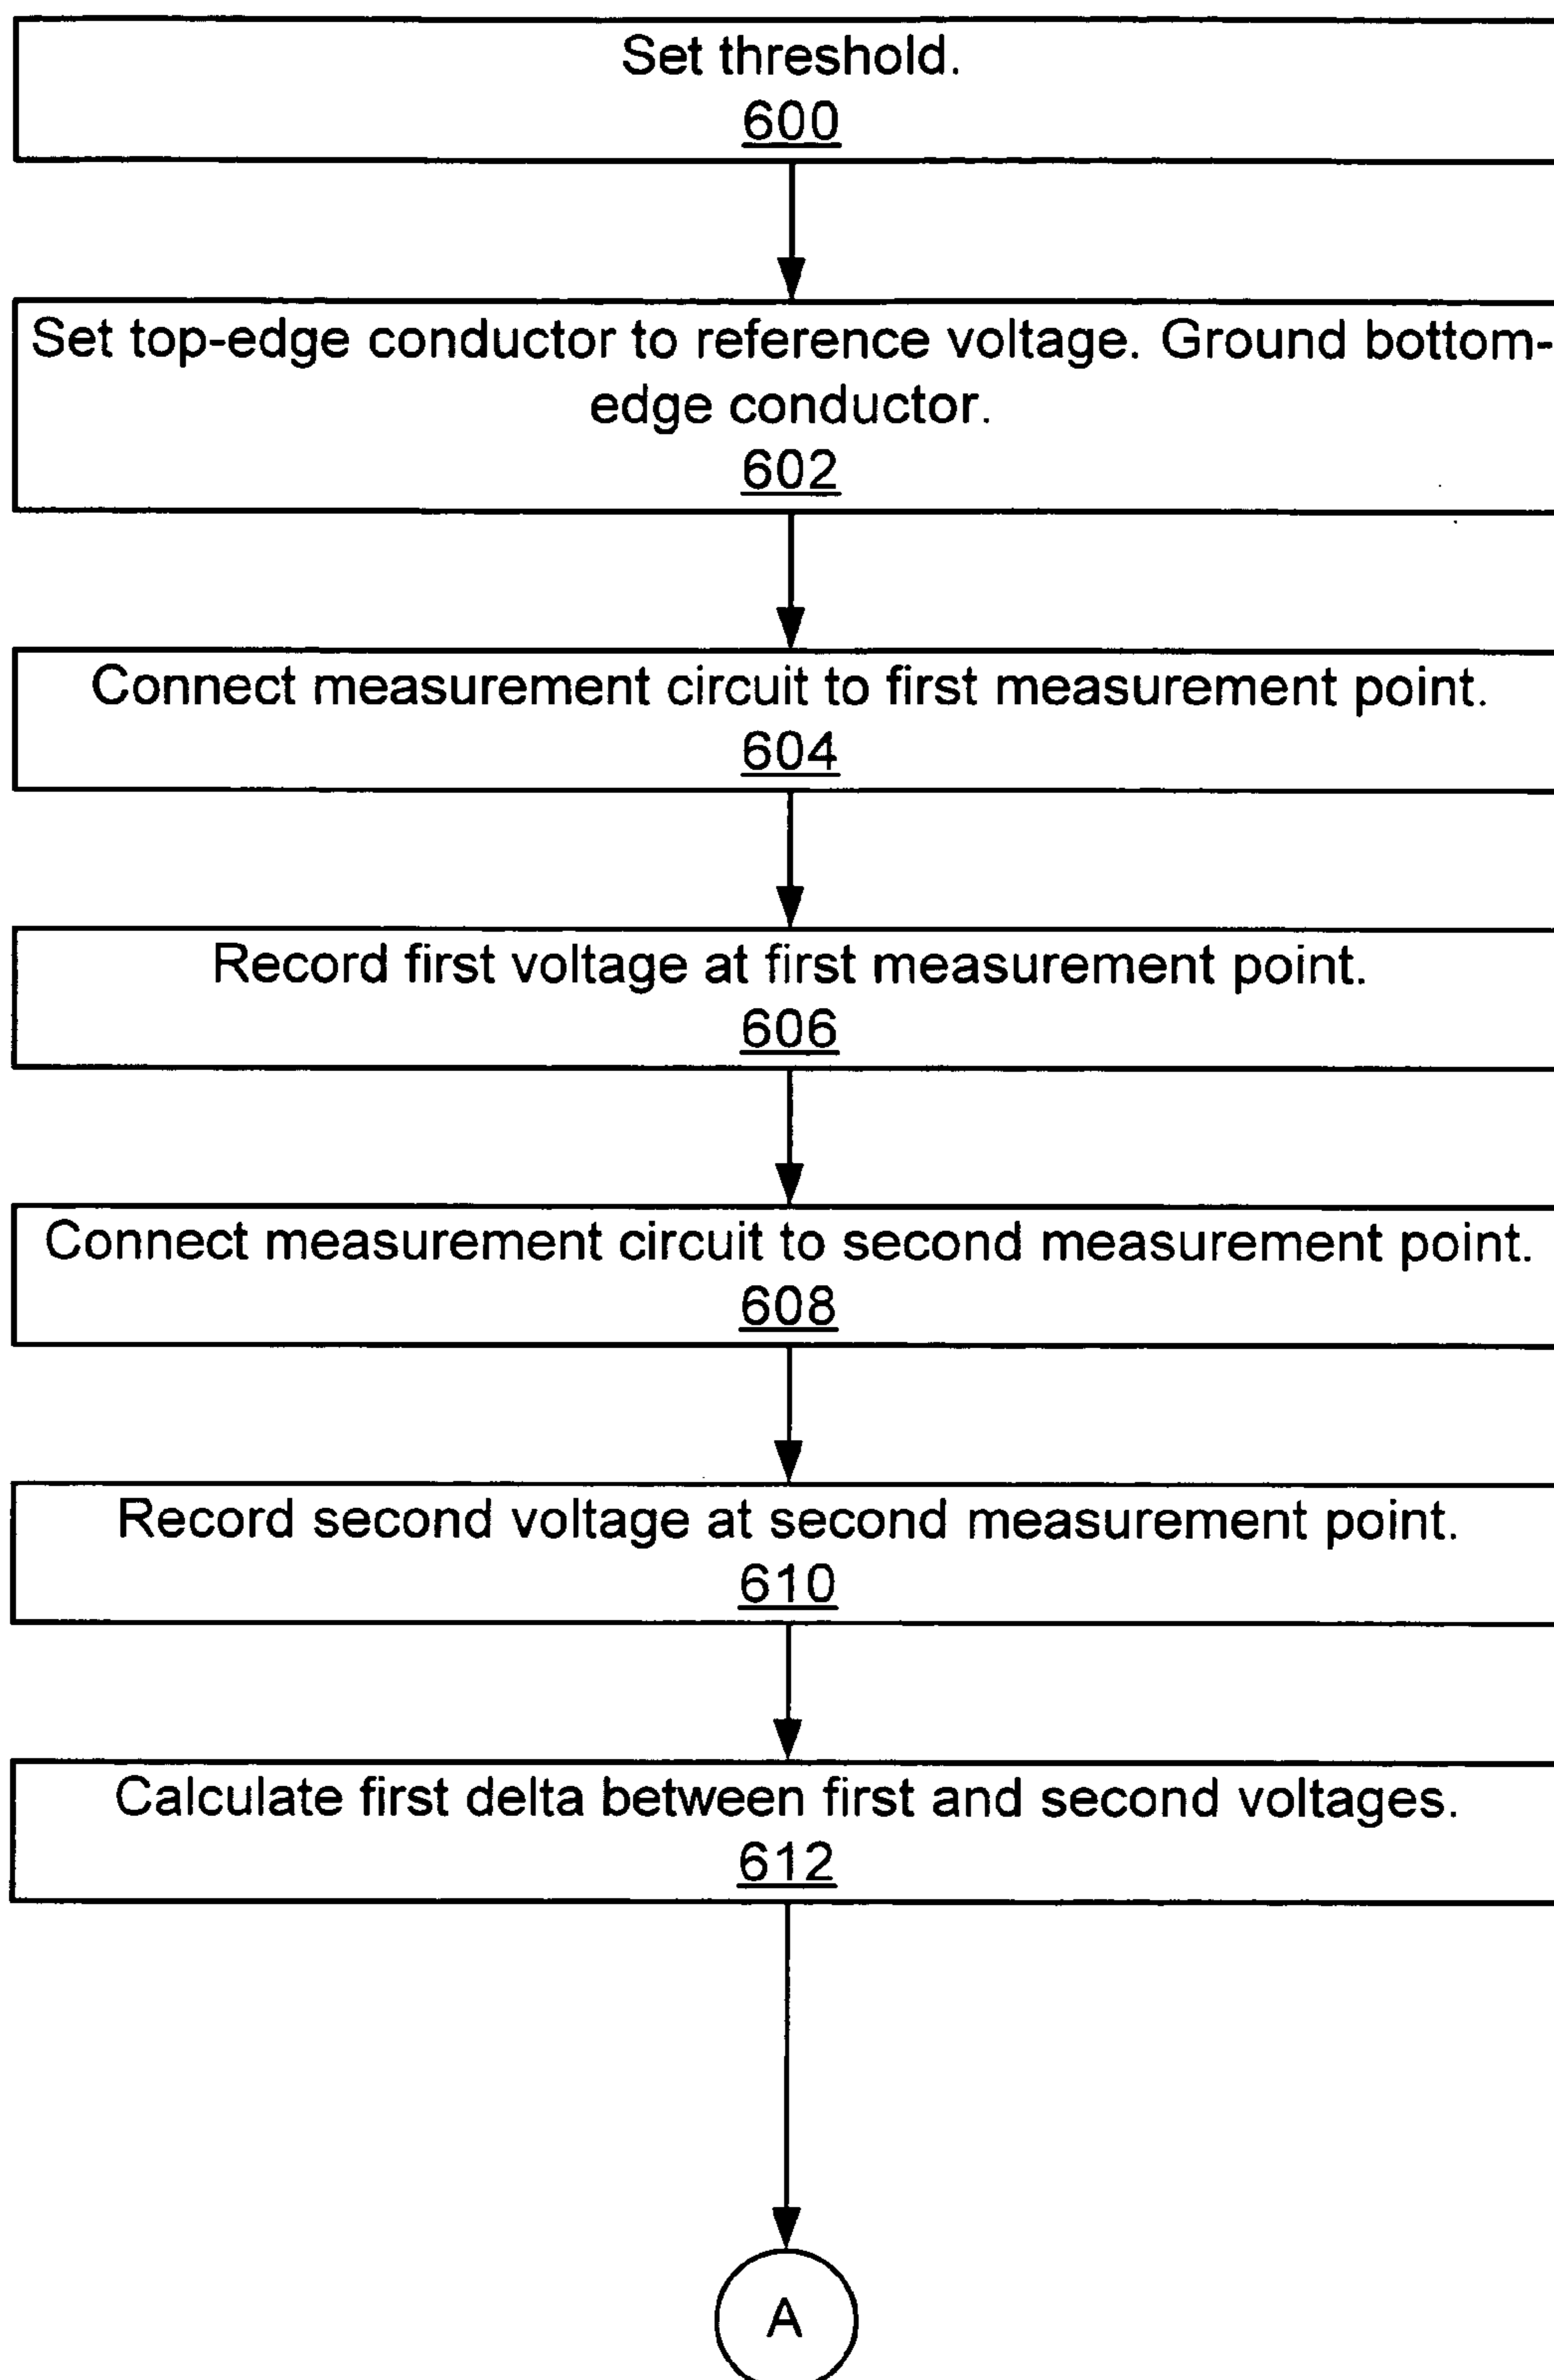 Set threshold.
600
Set top-edge conductor to reference voltage. Ground bottom-
edge conductor.
602
Connect measurement circuit to first measurement point.
604
Record first voltage at first measurement point.
606
Connect measurement circuit to second measurement point.
608
Record second voltage at second measurement point.
610
Calculate first delta between first and second voltages.
612
A